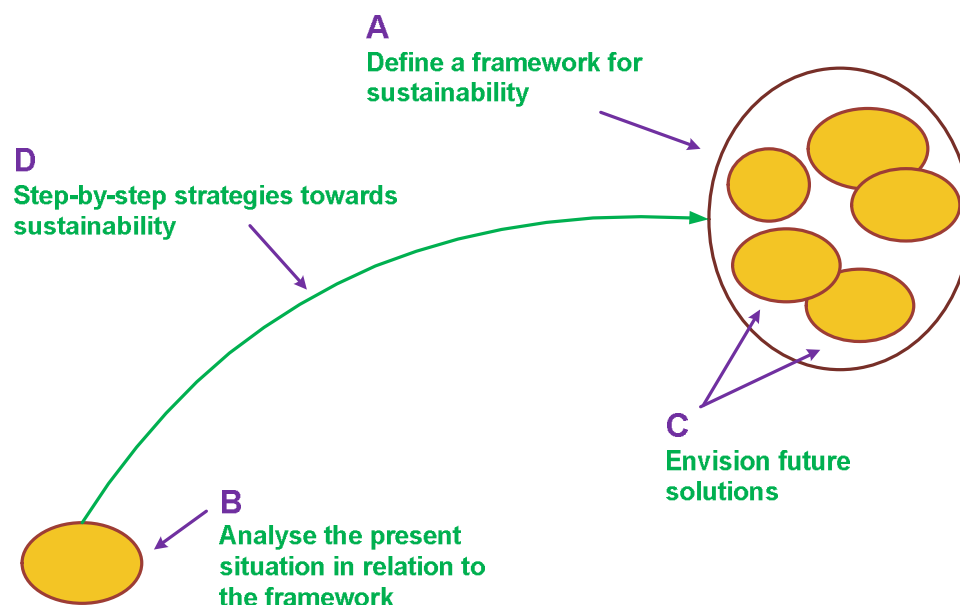 A
Define a framework for
sustainability
D
Step-by-step strategies towards
sustainability
C
Envision future
solutions
B
Analyse the present
situation in relation to
the framework